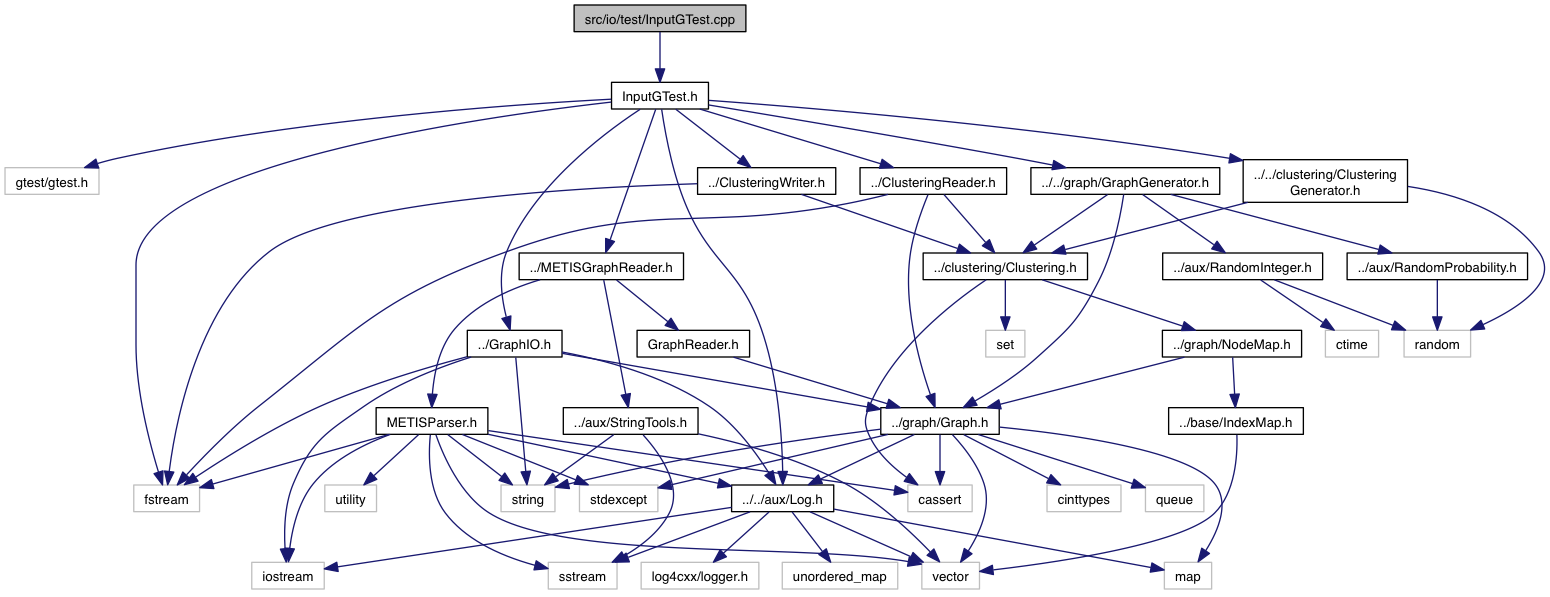 src/io/test/InputGTest.cpp
InputGTest.h
gtest/gtest.h
../ClusteringWriter.h
../ClusteringReader.h
../../graph/GraphGenerator.h
../../clustering/Clustering
Generator.h
../METISGraphReader.h
../clustering/Clustering.h
../aux/RandomInteger.h
../aux/RandomProbability.h
../GraphIO.h
GraphReader.h
set
../graph/NodeMap.h
ctime
random
METISParser.h
../aux/StringTools.h
../graph/Graph.h
../base/IndexMap.h
fstream
utility
string
stdexcept
../../aux/Log.h
cassert
cinttypes
queue
iostream
sstream
log4cxx/logger.h
unordered_map
vector
map